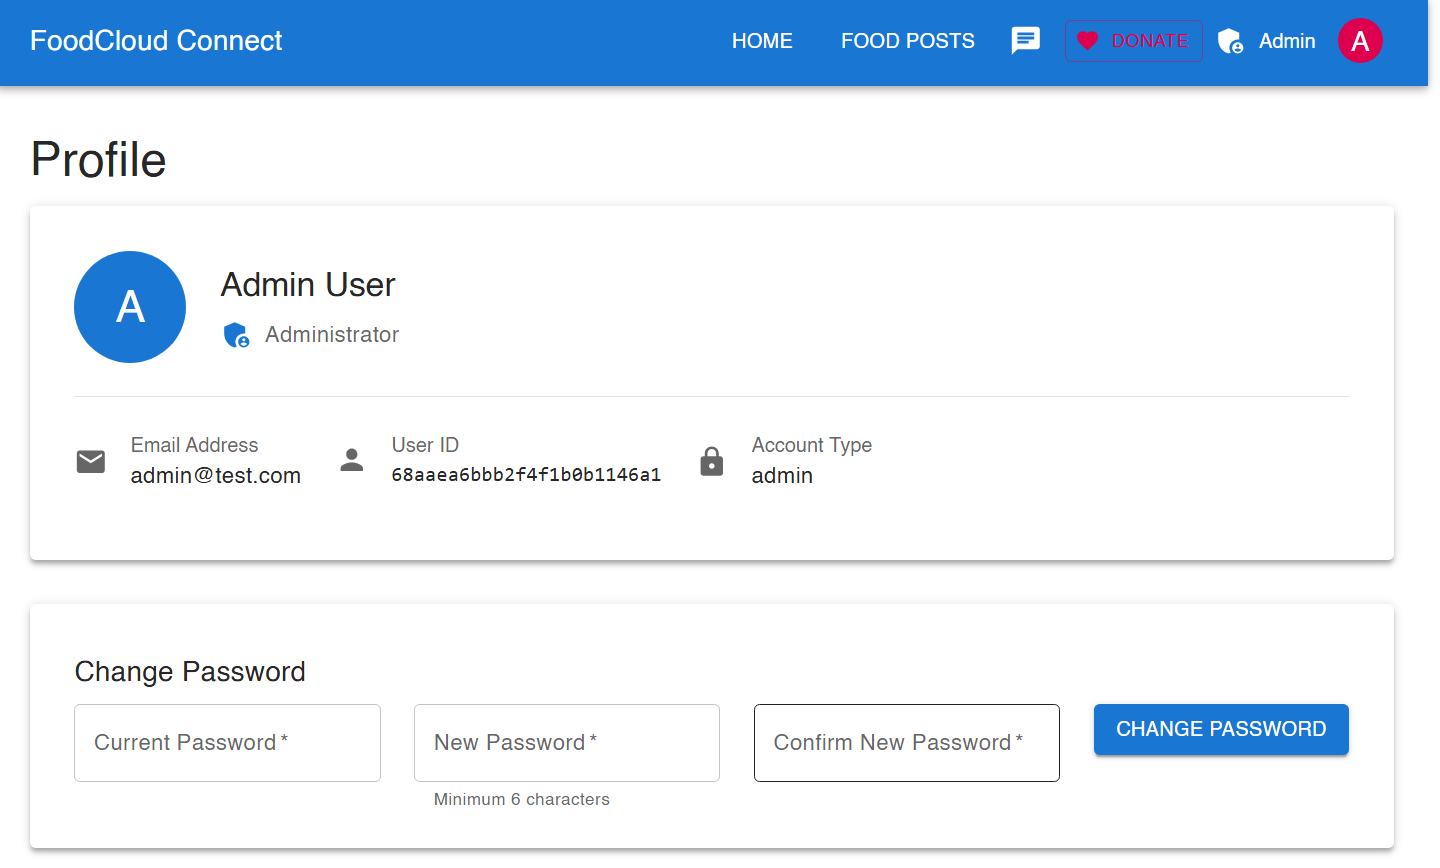 FoodCloud Connect HOME FOOD POSTS DONATE Admin A
Profile
A
Admin User
Administrator
Email Address User ID Account Type
admin@test.com 68aaea6bbb2f4f1b0b1146a1 admin
Change Password
Current Password * New Password * Confirm New Password * CHANGE PASSWORD
Minimum 6 characters